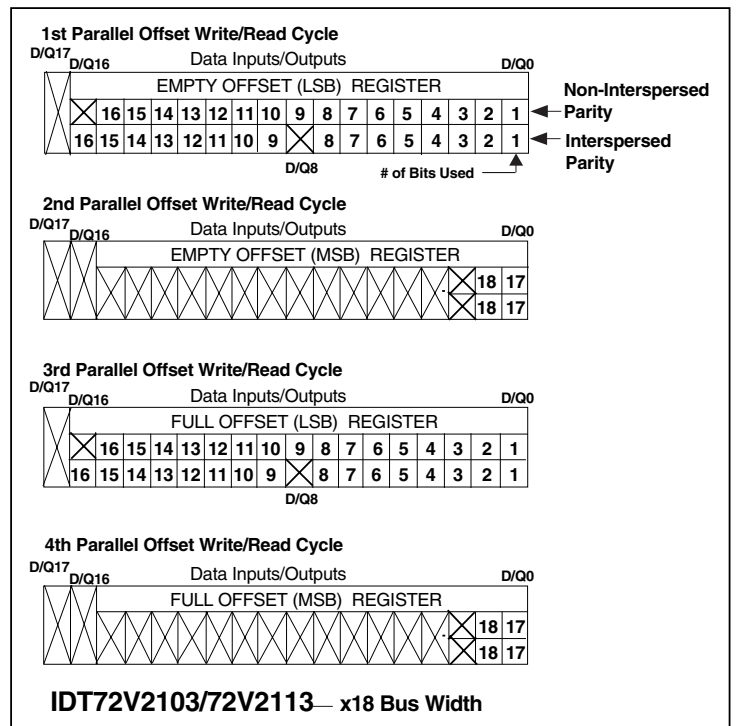 1st Parallel Offset Write/Read Cycle
D/Q17 D/Q16 Data Inputs/Outputs D/Q0
EMPTY OFFSET (LSB) REGISTER
16 15 14 13 12 11 10 9 8 7 6 5 4 3 2 1 Non-Interspersed Parity
16 15 14 13 12 11 10 9 8 7 6 5 4 3 2 1 Interspersed Parity
D/Q8 # of Bits Used
2nd Parallel Offset Write/Read Cycle
D/Q17 D/Q16 Data Inputs/Outputs D/Q0
EMPTY OFFSET (MSB) REGISTER
18 17
18 17
3rd Parallel Offset Write/Read Cycle
D/Q17 D/Q16 Data Inputs/Outputs D/Q0
FULL OFFSET (LSB) REGISTER
16 15 14 13 12 11 10 9 8 7 6 5 4 3 2 1
16 15 14 13 12 11 10 9 8 7 6 5 4 3 2 1
D/Q8
4th Parallel Offset Write/Read Cycle
D/Q17 D/Q16 Data Inputs/Outputs D/Q0
FULL OFFSET (MSB) REGISTER
18 17
18 17
IDT72V2103/72V2113— x18 Bus Width